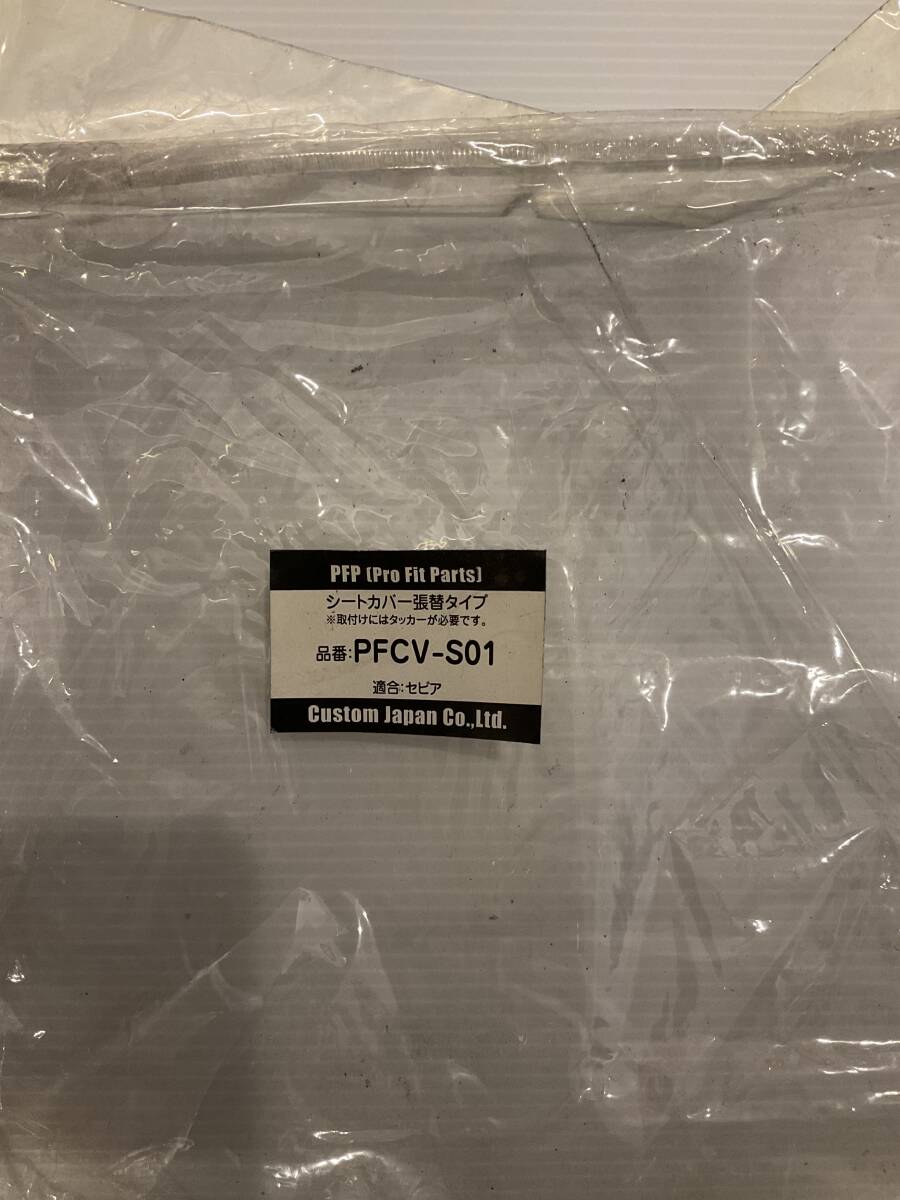 PFP (Pro Fit Parts)
シートカバー張替タイプ
※取付けにはタッカーが必要です。
品番:PFCV-S01
適合:セピア
Custom Japan Co.,Ltd.